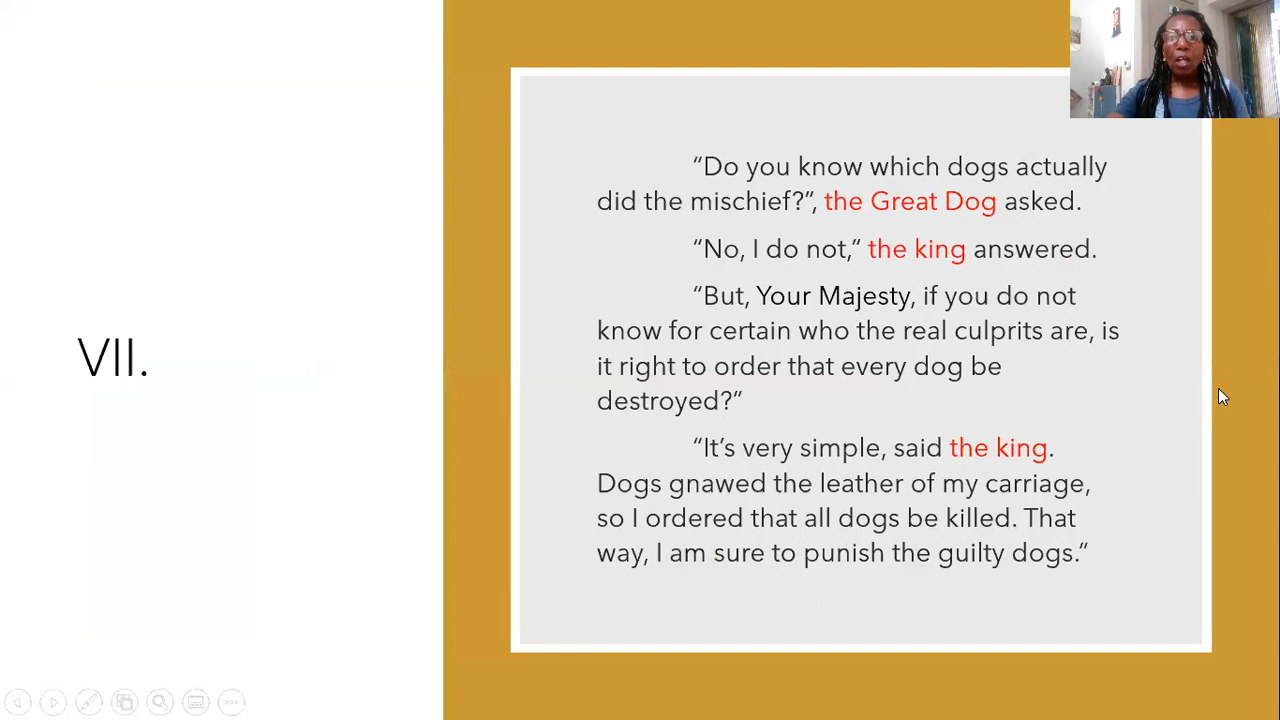 VII.
“Do you know which dogs actually
did the mischief?”, the Great Dog asked.
“No, I do not,” the king answered.
“But, Your Majesty, if you do not
know for certain who the real culprits are, is
it right to order that every dog be
destroyed?”
“It’s very simple, said the king.
Dogs gnawed the leather of my carriage,
so I ordered that all dogs be killed. That
way, I am sure to punish the guilty dogs.”